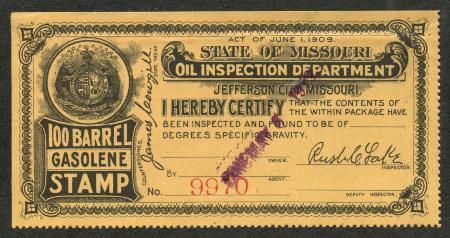 ACT OF JUNE 1, 1909.
STATE OF MISSOURI
OIL INSPECTION DEPARTMENT
JEFFERSON CITY, MISSOURI.
I HEREBY CERTIFY THAT THE CONTENTS OF
THE WITHIN PACKAGE HAVE
BEEN INSPECTED AND FOUND TO BE OF
DEGREES SPECIFIC GRAVITY.
100 BARREL
GASOLENE
STAMP
COUNTERSIGNED
James Cowgill
STATE TREAS.
OWNER.
BY
AGENT.
No. 9970
INSPECTOR
DEPUTY INSPECTOR.